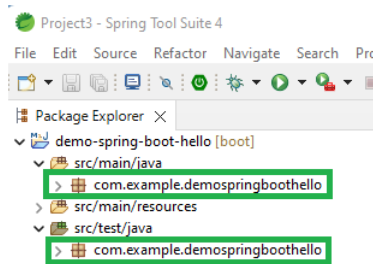 Project3 - Spring Tool Suite 4
File Edit Source Refactor Navigate Search
Package Explorer
demo-spring-boot-hello [boot]
src/main/java
com.example.demospringboothello
src/main/resources
src/test/java
com.example.demospringboothello